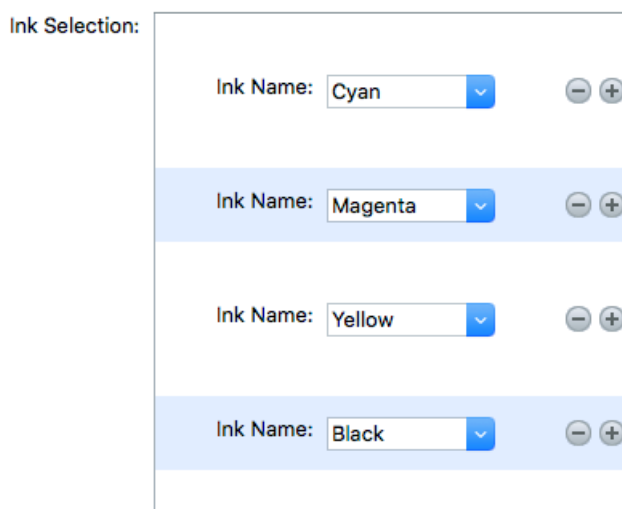 Ink Selection:
Ink Name: Cyan
Ink Name: Magenta
Ink Name: Yellow
Ink Name: Black